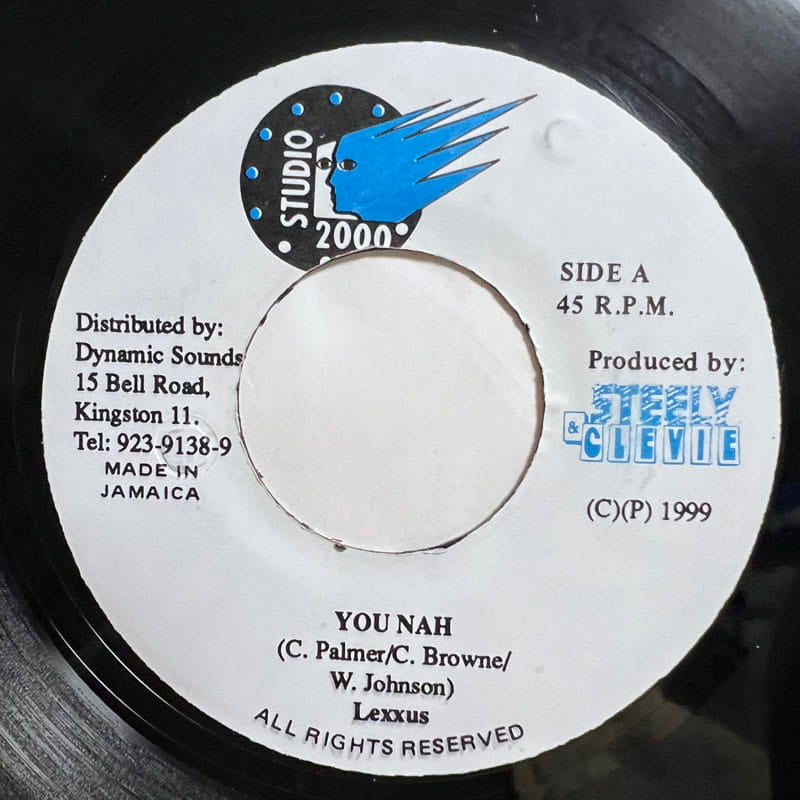 STUDIO
2000
SIDE A
45 R.P.M.
Distributed by:
Dynamic Sounds
15 Bell Road,
Kingston 11.
Tel: 923-9138-9
MADE IN
JAMAICA
Produced by:
STEELY
& CLEVIE
(C)(P) 1999
YOU NAH
(C. Palmer/C. Browne/
W. Johnson)
Lexxus
ALL RIGHTS RESERVED